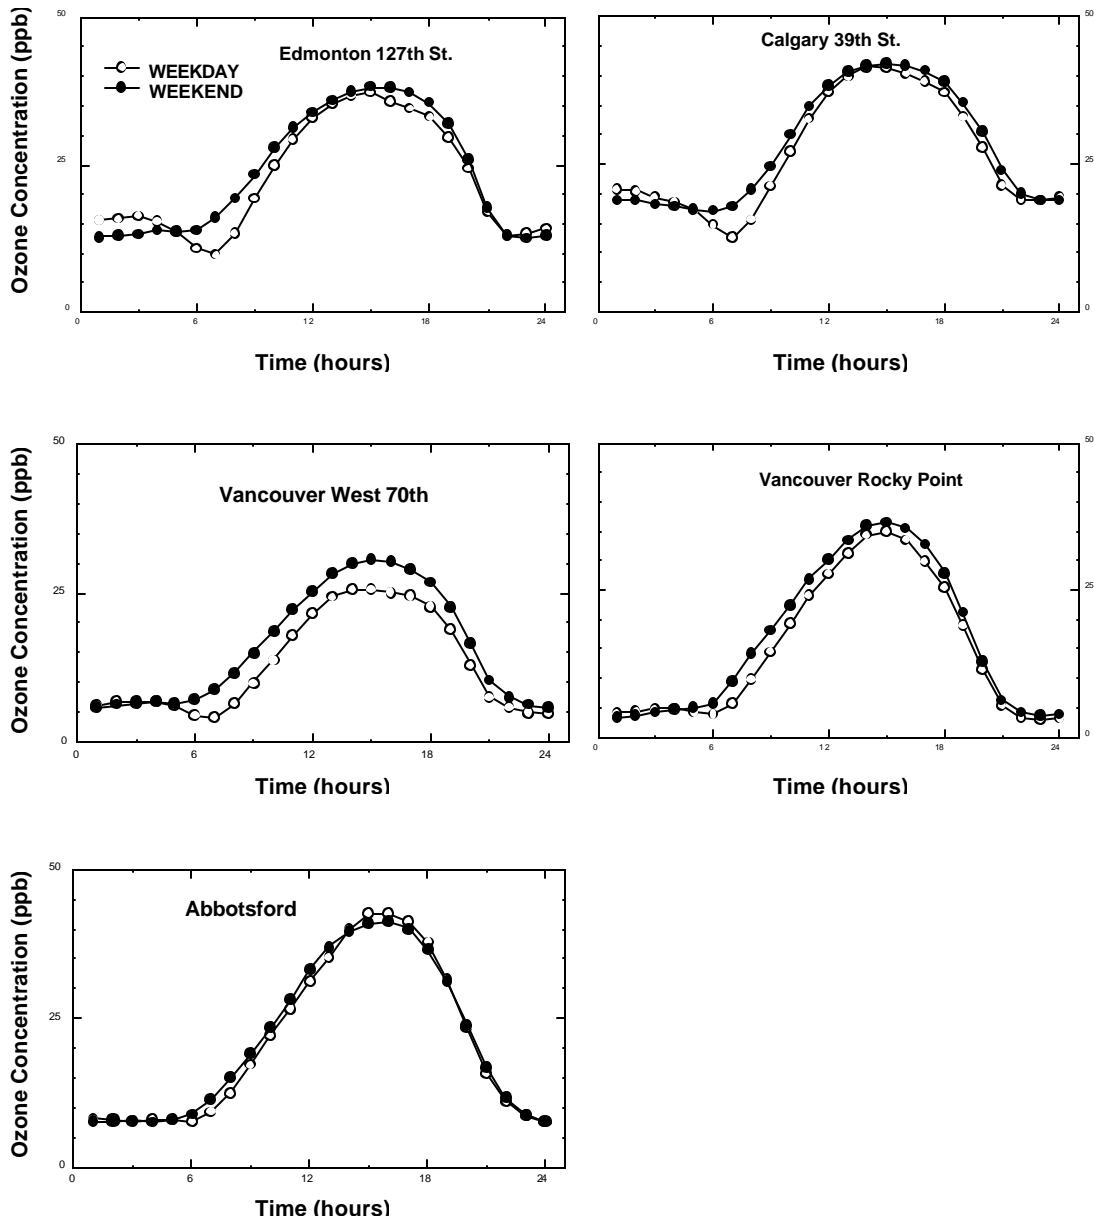 50
Edmonton 127th St.
WEEKDAY
WEEKEND
25
0
Ozone Concentration (ppb)
0 6 12 18 24
Time (hours)
Calgary 39th St.
50
25
0
0 6 12 18 24
Time (hours)
50
Vancouver West 70th
25
0
Ozone Concentration (ppb)
0 6 12 18 24
Time (hours)
Vancouver Rocky Point
50
25
0
0 6 12 18 24
Time (hours)
50
Abbotsford
25
0
Ozone Concentration (ppb)
0 6 12 18 24
Time (hours)